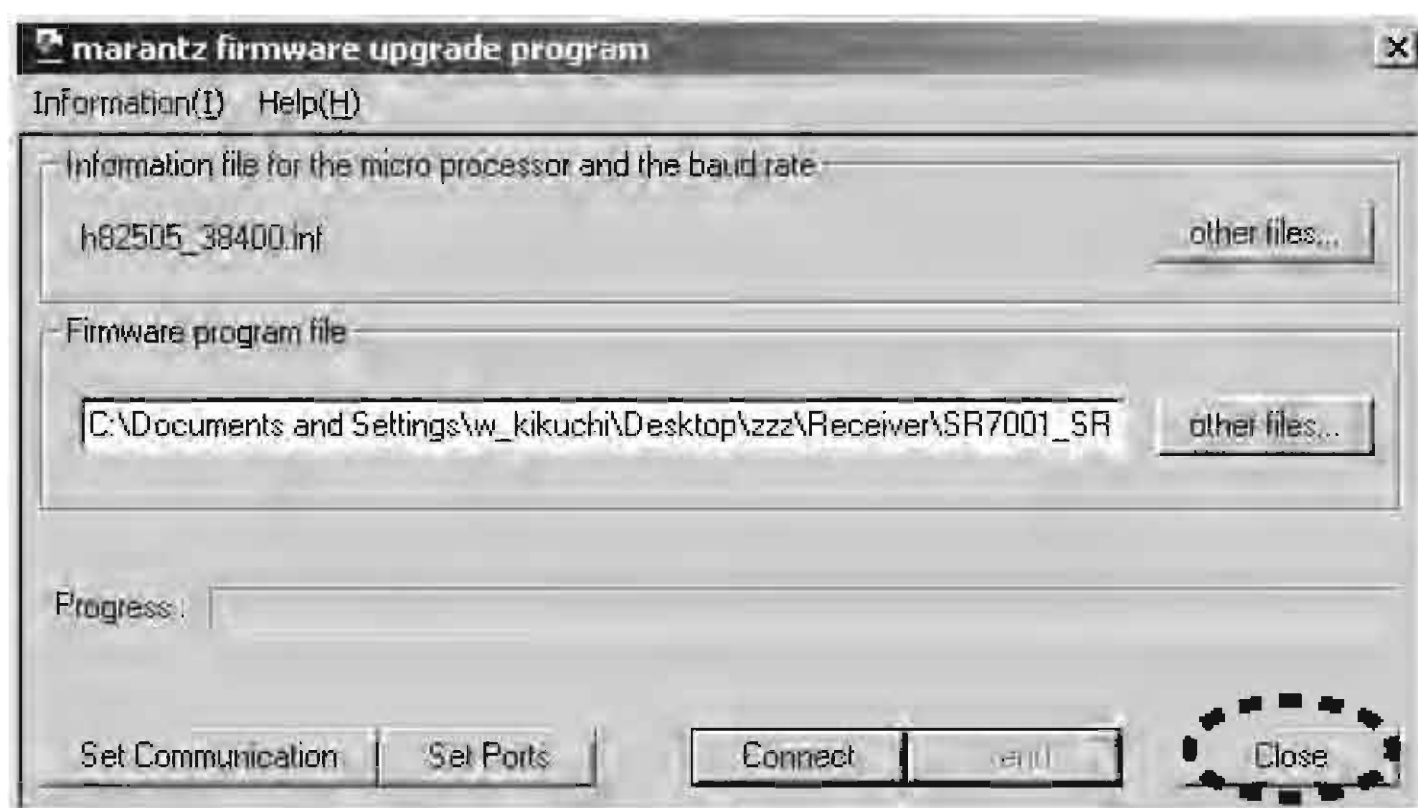 marantz firmware upgrade program
Information(I) Help(H)
Information file for the micro processor and the baud rate
h82505_38400.inf
other files...
Firmware program file
C:\Documents and Settings\w_kikuchi\Desktop\zzz\Receiver\SR7001_SR
other files...
Progress :
Set Communication Set Ports Connect send Close